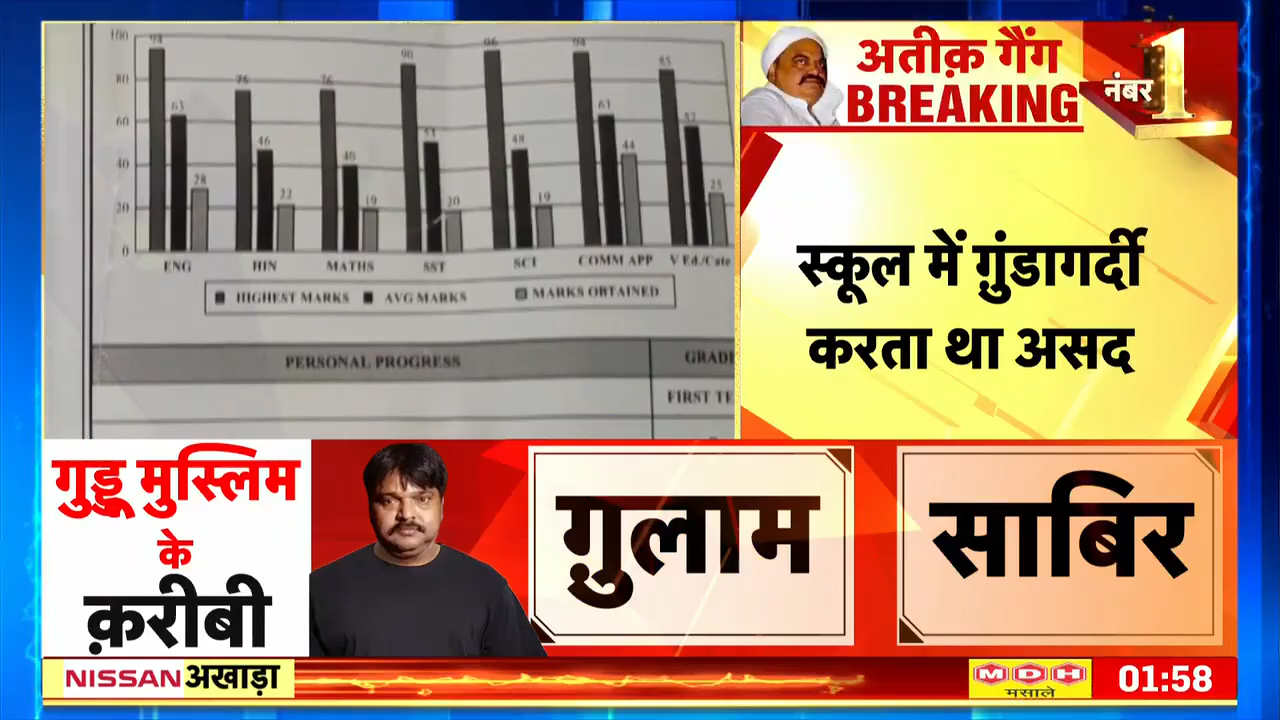 100
80
60
40
20
0
94 63 28
75 46 22
76 40 19
90 51 20
96 48 19
94 63 44
85 57 25
ENG HIN MATHS SST SCI COMM APP V Ed./Cate
HIGHEST MARKS AVG MARKS MARKS OBTAINED
PERSONAL PROGRESS
GRADE
FIRST TE
अतीक़ गैंग
BREAKING
नंबर 1
स्कूल में ग़ुंडागर्दी
करता था असद
गुड्डू मुस्लिम
के
क़रीबी
ग़ुलाम
साबिर
NISSAN अखाड़ा
MDH
मसाले
01:58